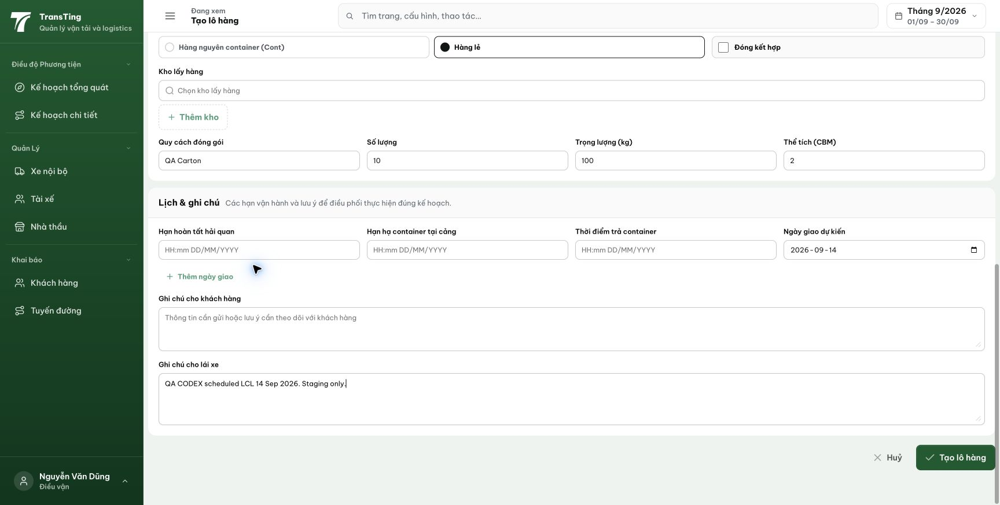 TransTing
Quản lý vận tải và logistics
Đang xem
Tạo lô hàng
Tìm trang, cấu hình, thao tác...
Tháng 9/2026
01/09 – 30/09
Điều độ Phương tiện
Kế hoạch tổng quát
Kế hoạch chi tiết
Quản Lý
Xe nội bộ
Tài xế
Nhà thầu
Khai báo
Khách hàng
Tuyến đường
Nguyễn Văn Dũng
Điều vận
Hàng nguyên container (Cont)
Hàng lẻ
Đóng kết hợp
Kho lấy hàng
Chọn kho lấy hàng
Thêm kho
Quy cách đóng gói
Số lượng
Trọng lượng (kg)
Thể tích (CBM)
QA Carton
10
100
2
Lịch & ghi chú
Các hạn vận hành và lưu ý để điều phối thực hiện đúng kế hoạch.
Hạn hoàn tất hải quan
Hạn hạ container tại cảng
Thời điểm trả container
Ngày giao dự kiến
HH:mm DD/MM/YYYY
HH:mm DD/MM/YYYY
HH:mm DD/MM/YYYY
2026-09-14
Thêm ngày giao
Ghi chú cho khách hàng
Thông tin cần gửi hoặc lưu ý cần theo dõi với khách hàng
Ghi chú cho lái xe
QA CODEX scheduled LCL 14 Sep 2026. Staging only.
Huỷ
Tạo lô hàng